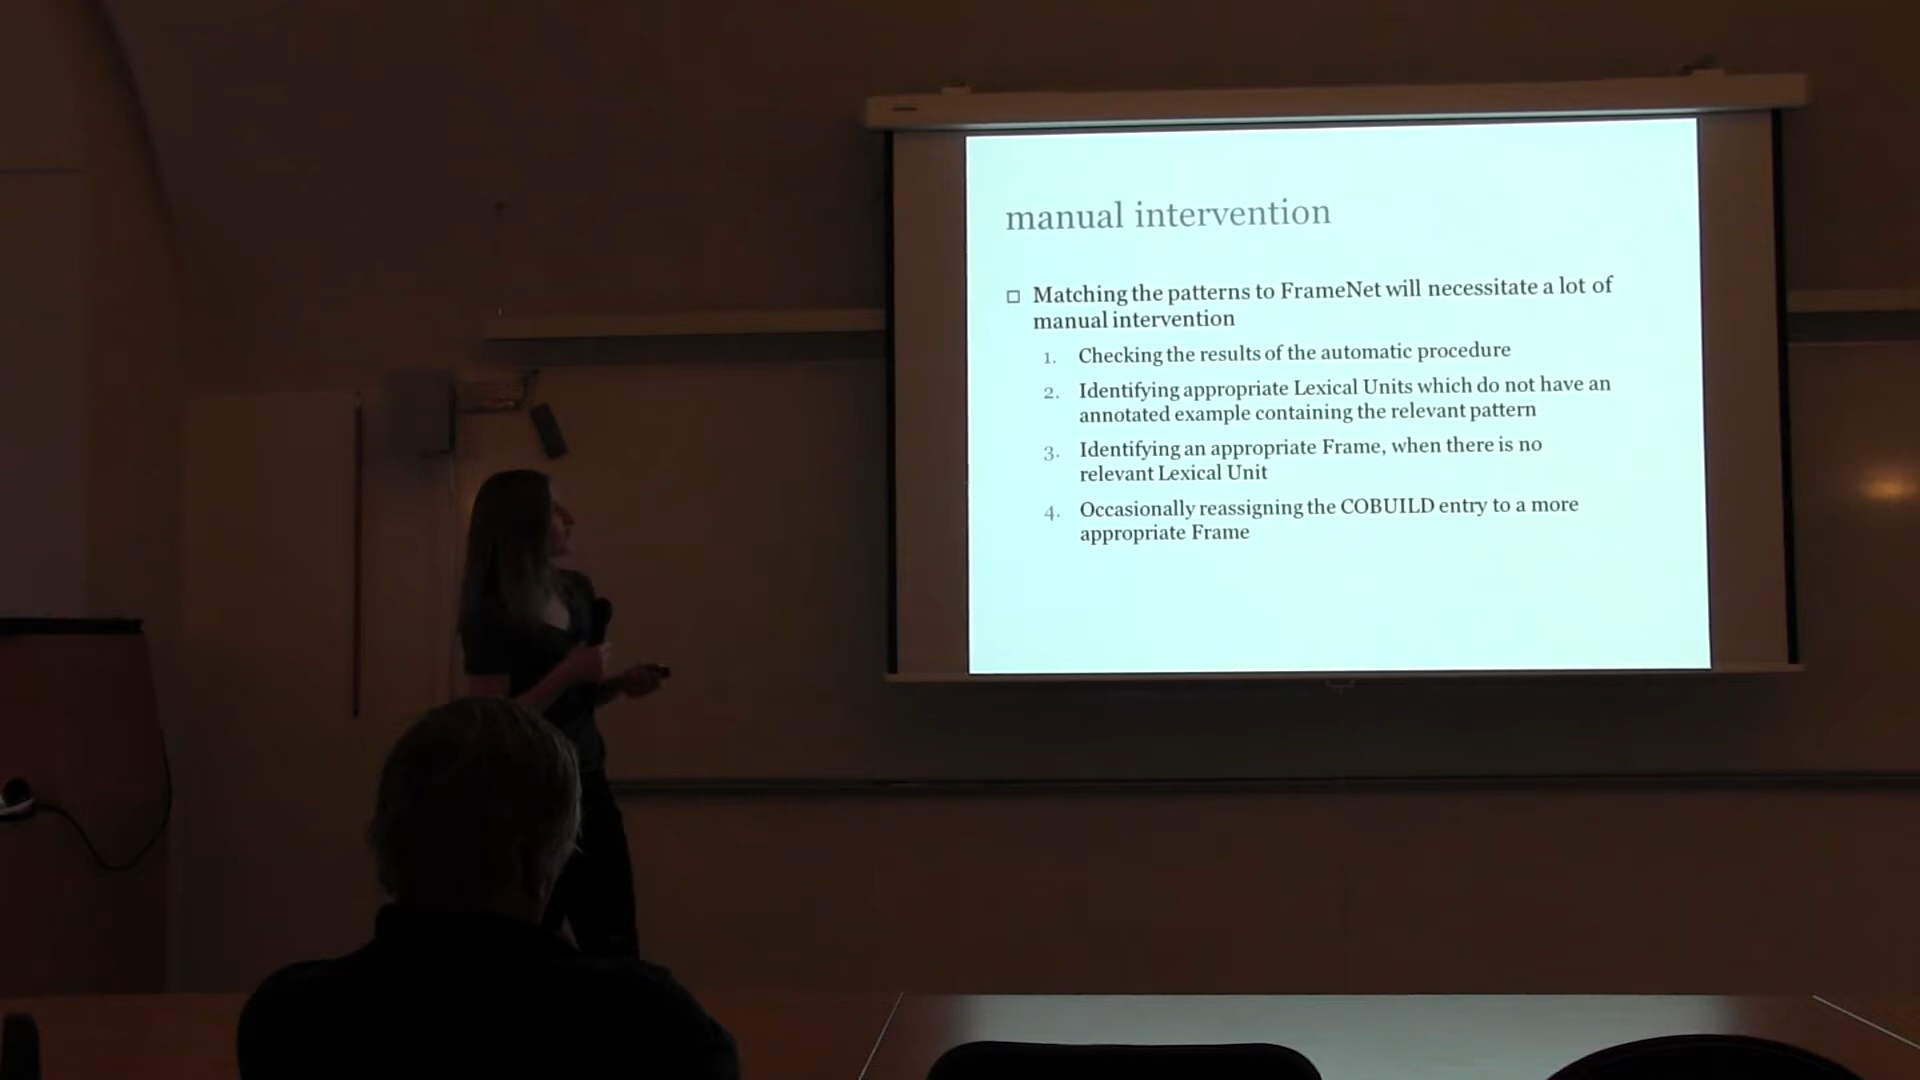 manual intervention
□ Matching the patterns to FrameNet will necessitate a lot of
manual intervention
1. Checking the results of the automatic procedure
2. Identifying appropriate Lexical Units which do not have an
annotated example containing the relevant pattern
3. Identifying an appropriate Frame, when there is no
relevant Lexical Unit
4. Occasionally reassigning the COBUILD entry to a more
appropriate Frame